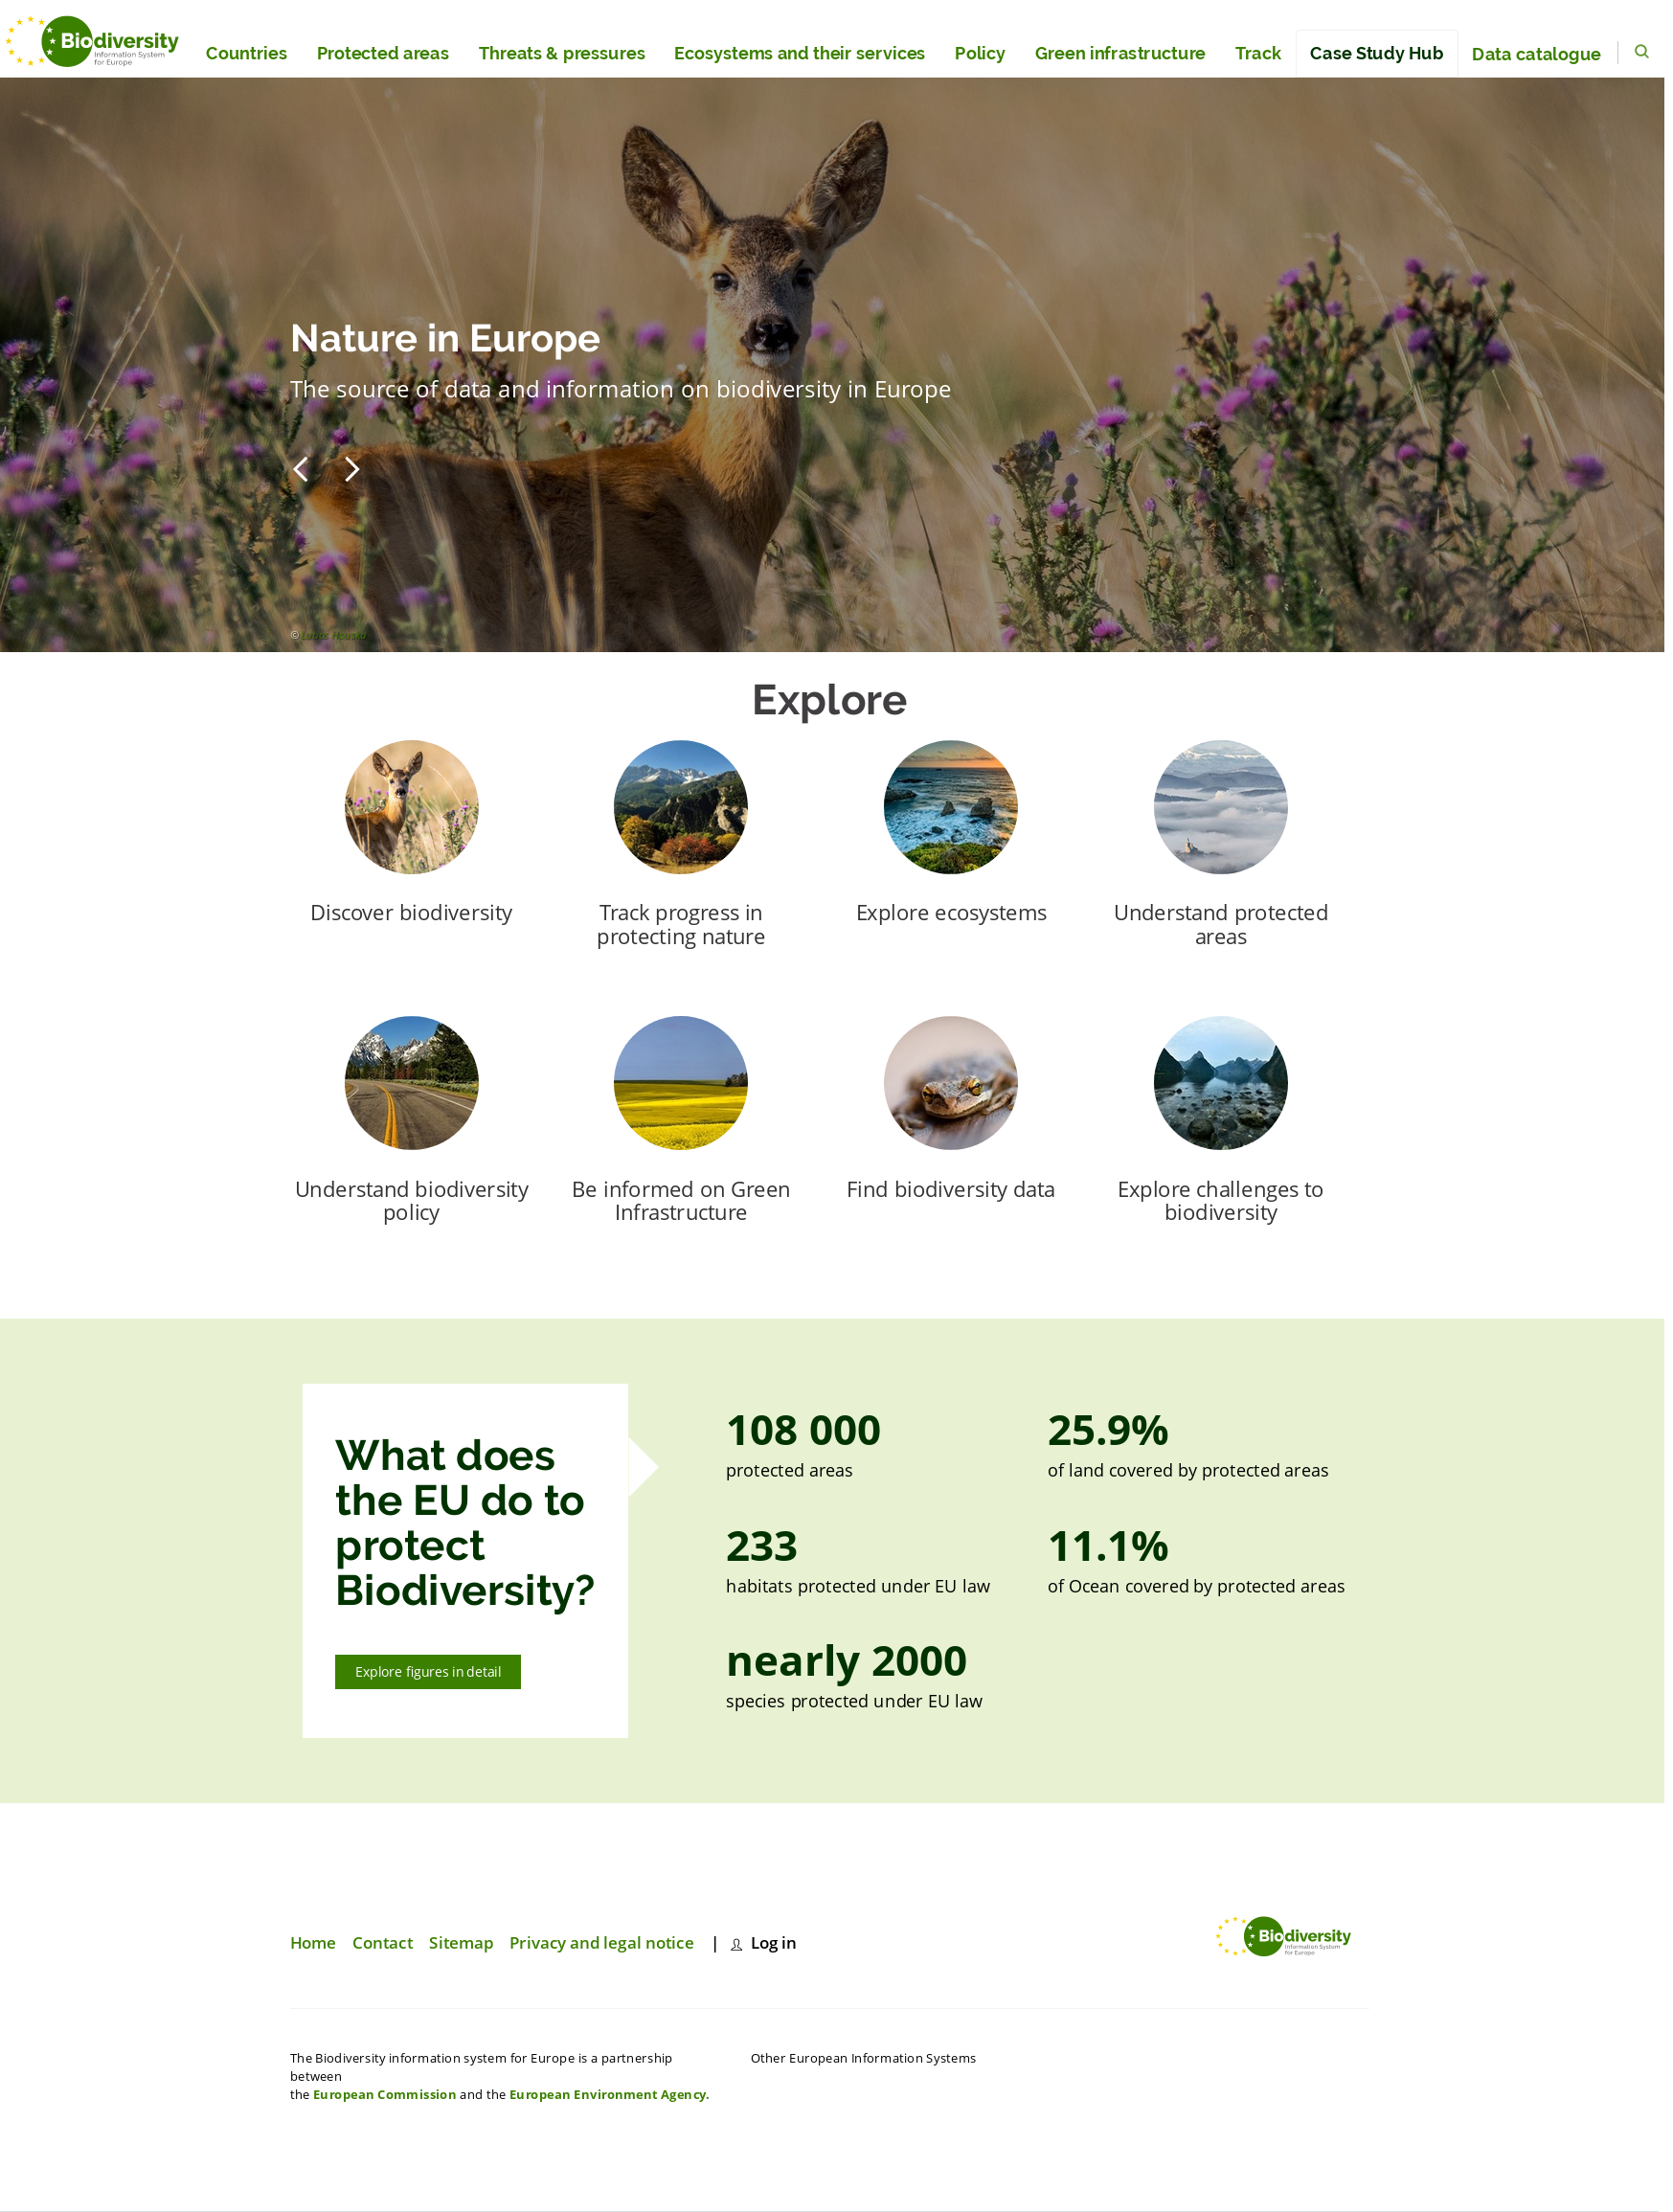 Biodiversity
Information System
for Europe
Countries Protected areas Threats & pressures Ecosystems and their services Policy Green infrastructure Track Case Study Hub Data catalogue
Nature in Europe
The source of data and information on biodiversity in Europe
© Lubos Houska
Explore
Discover biodiversity
Track progress in
protecting nature
Explore ecosystems
Understand protected
areas
Understand biodiversity
policy
Be informed on Green
Infrastructure
Find biodiversity data
Explore challenges to
biodiversity
What does
the EU do to
protect
Biodiversity?
Explore figures in detail
108 000
protected areas
25.9%
of land covered by protected areas
233
habitats protected under EU law
11.1%
of Ocean covered by protected areas
nearly 2000
species protected under EU law
Home Contact Sitemap Privacy and legal notice | Log in
Biodiversity
Information System
for Europe
The Biodiversity information system for Europe is a partnership
between
the European Commission and the European Environment Agency.
Other European Information Systems